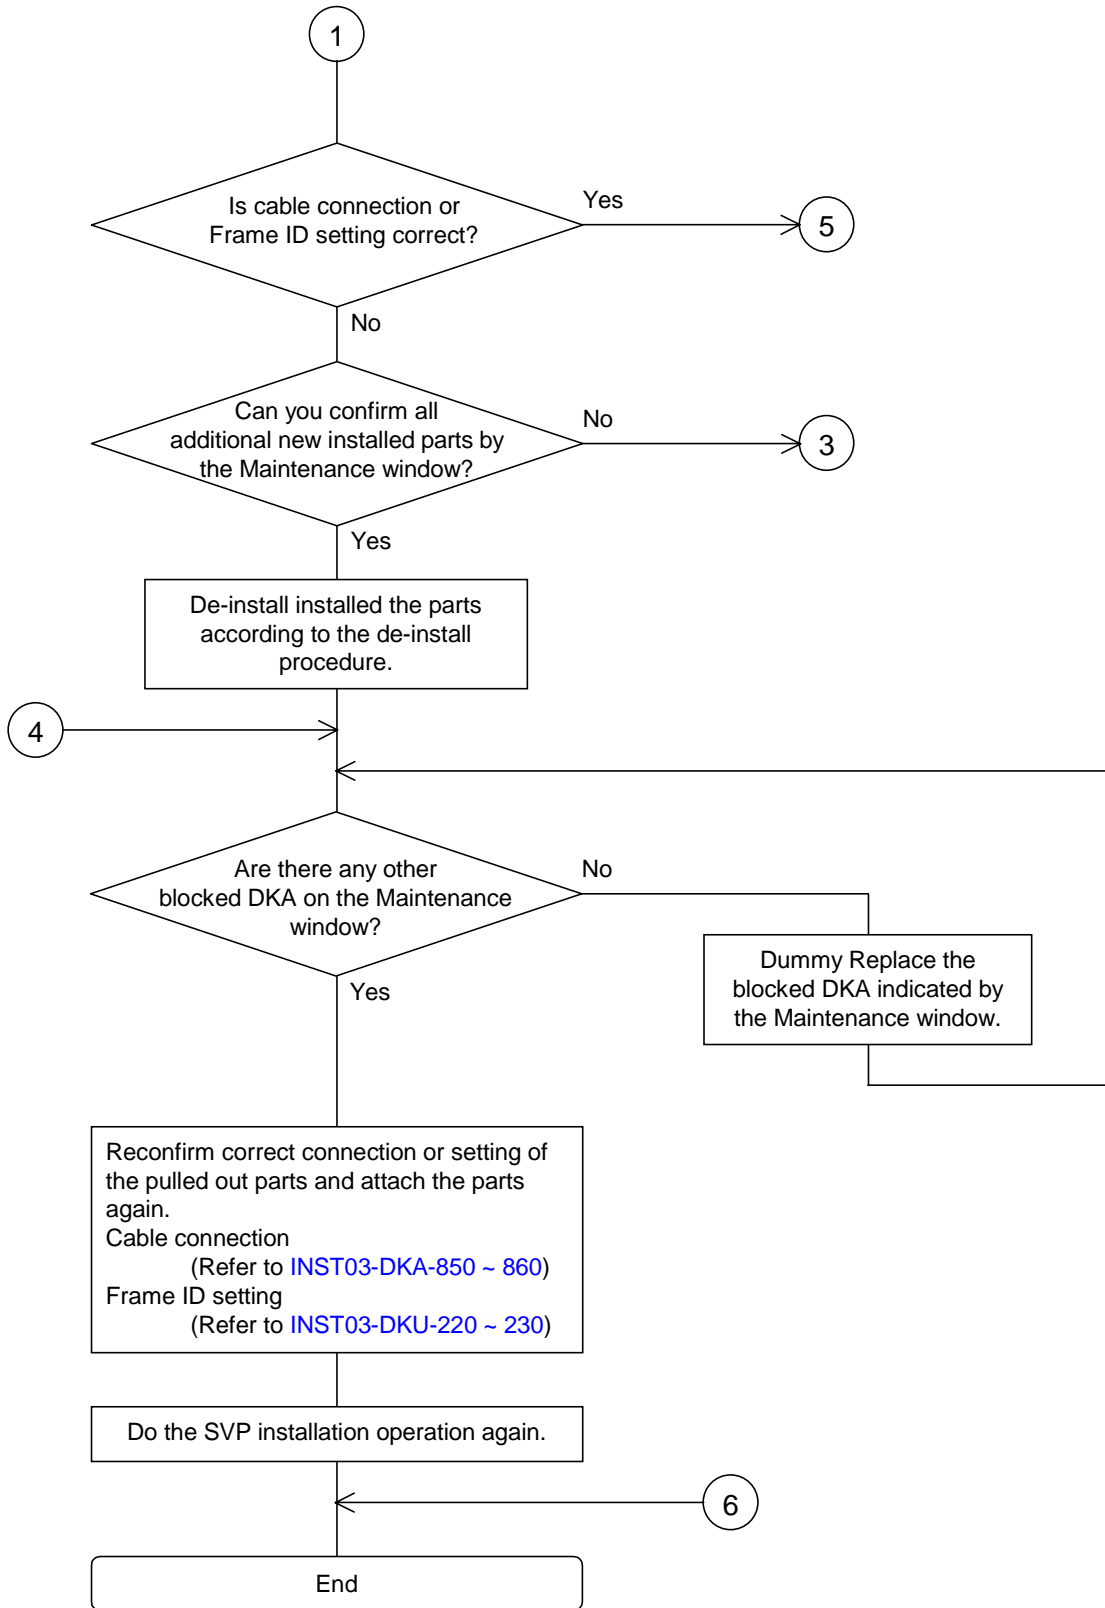 1
Is cable connection or
Frame ID setting correct?
Yes
5
No
Can you confirm all
additional new installed parts by
the Maintenance window?
No
3
Yes
De-install installed the parts
according to the de-install
procedure.
4
Are there any other
blocked DKA on the Maintenance
window?
No
Dummy Replace the
blocked DKA indicated by
the Maintenance window.
Yes
Reconfirm correct connection or setting of
the pulled out parts and attach the parts
again.
Cable connection
(Refer to INST03-DKA-850 ~ 860)
Frame ID setting
(Refer to INST03-DKU-220 ~ 230)
Do the SVP installation operation again.
6
End